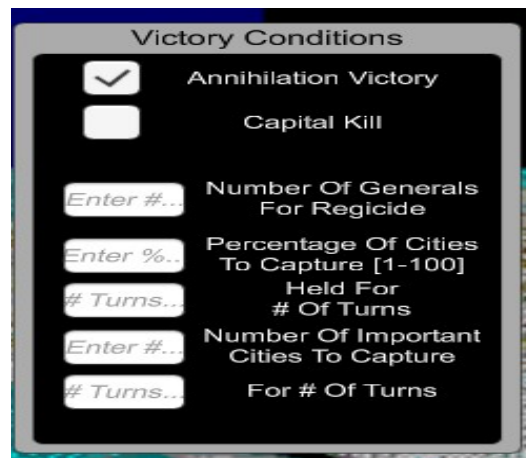 Victory Conditions
Annihilation Victory
Capital Kill
Enter #...
Number Of Generals
For Regicide
Enter %..
Percentage Of Cities
To Capture [1-100]
# Turns...
Held For
# Of Turns
Enter #...
Number Of Important
Cities To Capture
# Turns...
For # Of Turns